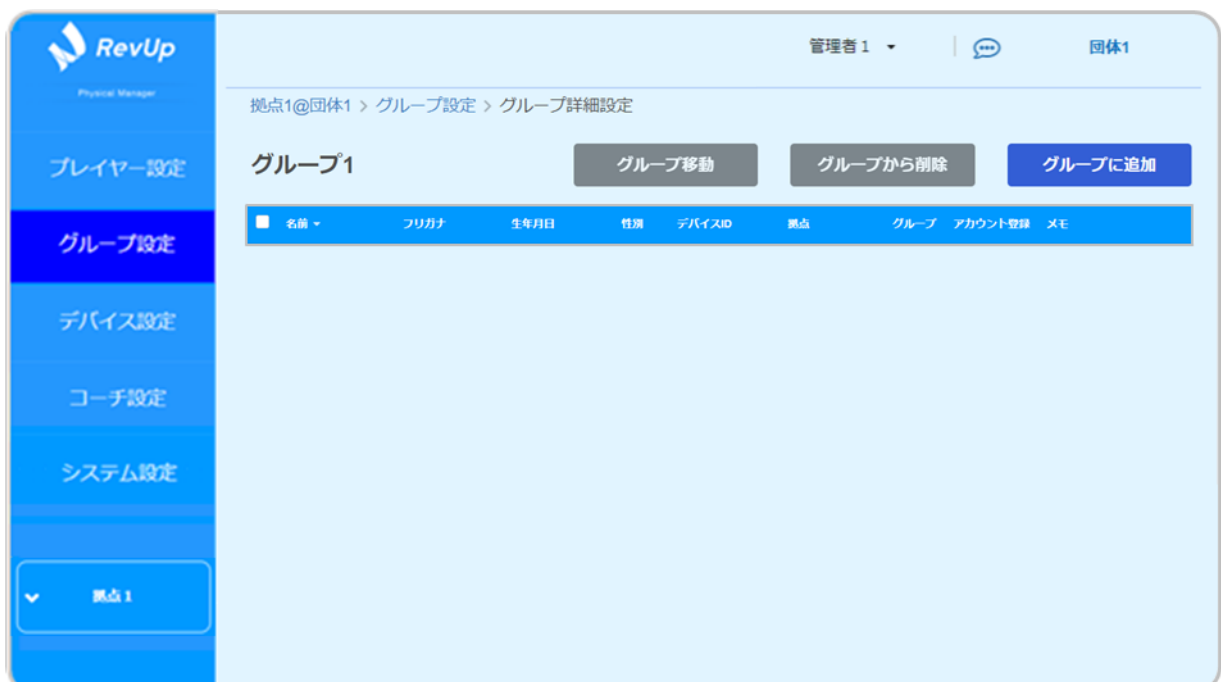 RevUp
Physical Manager
管理者1
団体1
拠点1@団体1 > グループ設定 > グループ詳細設定
グループ1
グループ移動
グループから削除
グループに追加
名前 フリガナ 生年月日 性別 デバイスID 拠点 グループ アカウント登録 メモ
プレイヤー設定
グループ設定
デバイス設定
コーチ設定
システム設定
拠点1